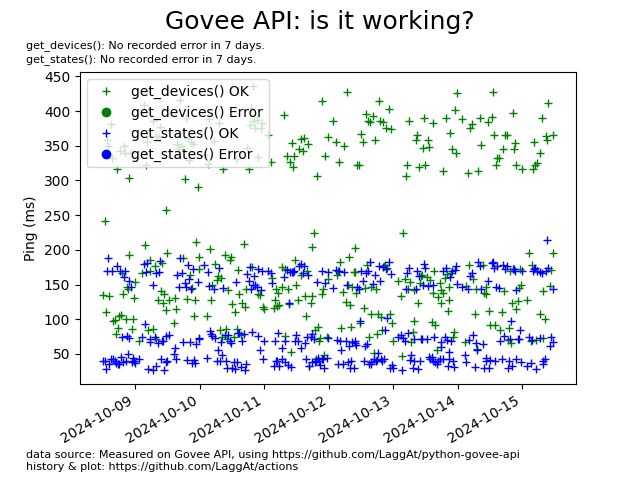 Govee API: is it working?
get_devices(): No recorded error in 7 days.
get_states(): No recorded error in 7 days.
get_devices() OK
get_devices() Error
get_states() OK
get_states() Error
Ping (ms)
450
400
350
300
250
200
150
100
50
2024-10-09
2024-10-10
2024-10-11
2024-10-12
2024-10-13
2024-10-14
2024-10-15
data source: Measured on Govee API, using https://github.com/LaggAt/python-govee-api
history & plot: https://github.com/LaggAt/actions